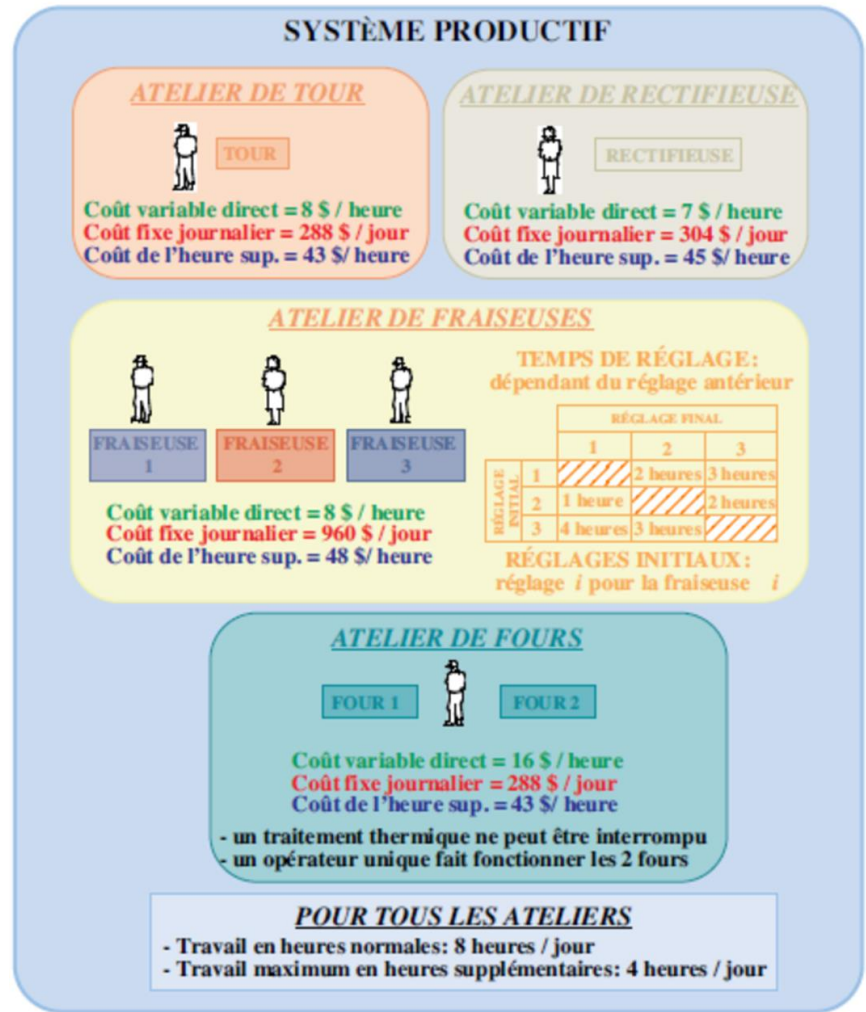 SYSTÈME PRODUCTIF
ATELIER DE TOUR
TOUR
Coût variable direct = 8 $ / heure
Coût fixe journalier = 288 $ / jour
Coût de l'heure sup. = 43 $/ heure
ATELIER DE RECTIFIEUSE
RECTIFIEUSE
Coût variable direct = 7 $ / heure
Coût fixe journalier = 304 $ / jour
Coût de l'heure sup. = 45 $/ heure
ATELIER DE FRAISEUSES
FRAISEUSE
1
FRAISEUSE
2
FRAISEUSE
3
Coût variable direct = 8 $ / heure
Coût fixe journalier = 960 $ / jour
Coût de l'heure sup. = 48 $/ heure
TEMPS DE RÉGLAGE:
dépendant du réglage antérieur
RÉGLAGE FINAL
1 2 3
RÉGLAGE
INITIAL
1 2 heures 3 heures
2 1 heure 2 heures
3 4 heures 3 heures
RÉGLAGES INITIAUX:
réglage i pour la fraiseuse i
ATELIER DE FOURS
FOUR 1
FOUR 2
Coût variable direct = 16 $ / heure
Coût fixe journalier = 288 $ / jour
Coût de l'heure sup. = 43 $/ heure
- un traitement thermique ne peut être interrompu
- un opérateur unique fait fonctionner les 2 fours
POUR TOUS LES ATELIERS
- Travail en heures normales: 8 heures / jour
- Travail maximum en heures supplémentaires: 4 heures / jour